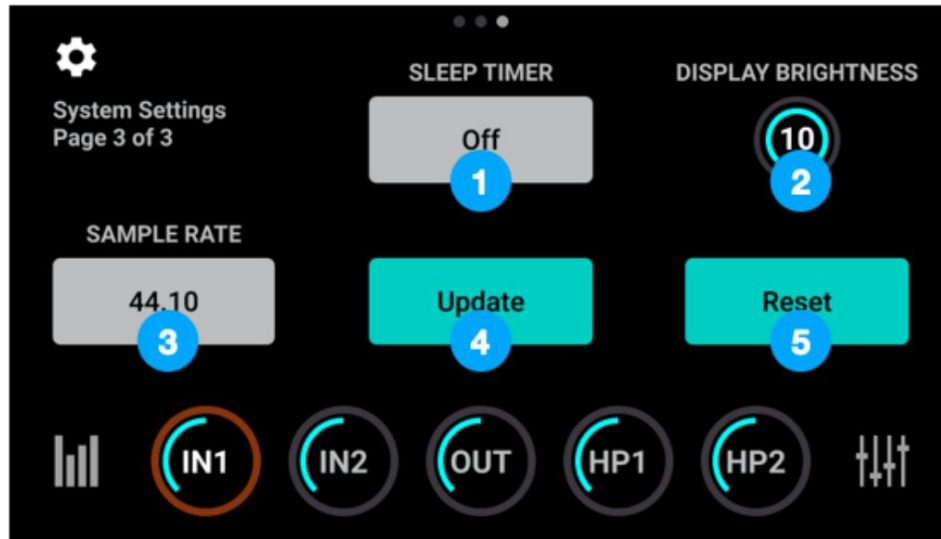 SLEEP TIMER
DISPLAY BRIGHTNESS
System Settings
Page 3 of 3
Off
10
1
2
SAMPLE RATE
44.10
Update
Reset
3
4
5
IN1
IN2
OUT
HP1
HP2